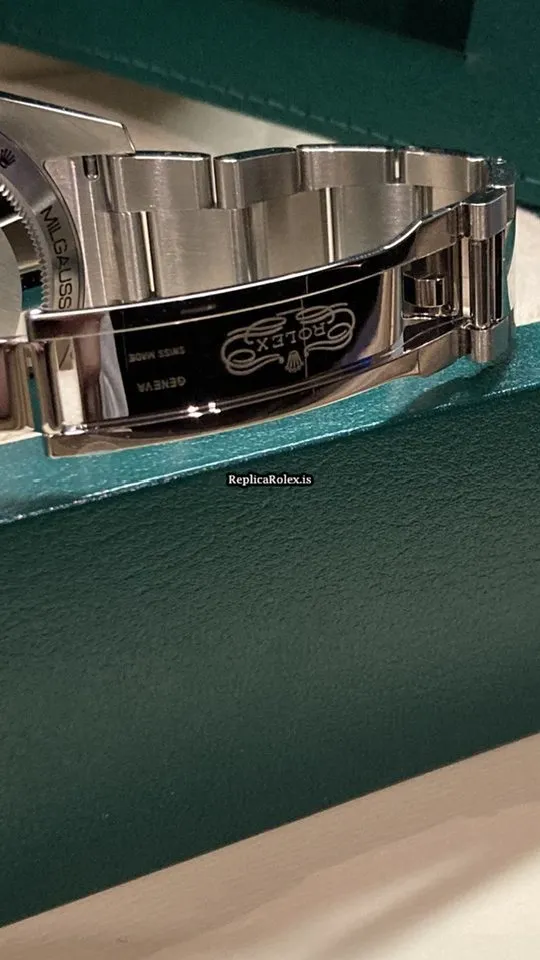 MILGAUSS
ROLEX
GENEVA
SWISS MADE
ReplicaRolex.is